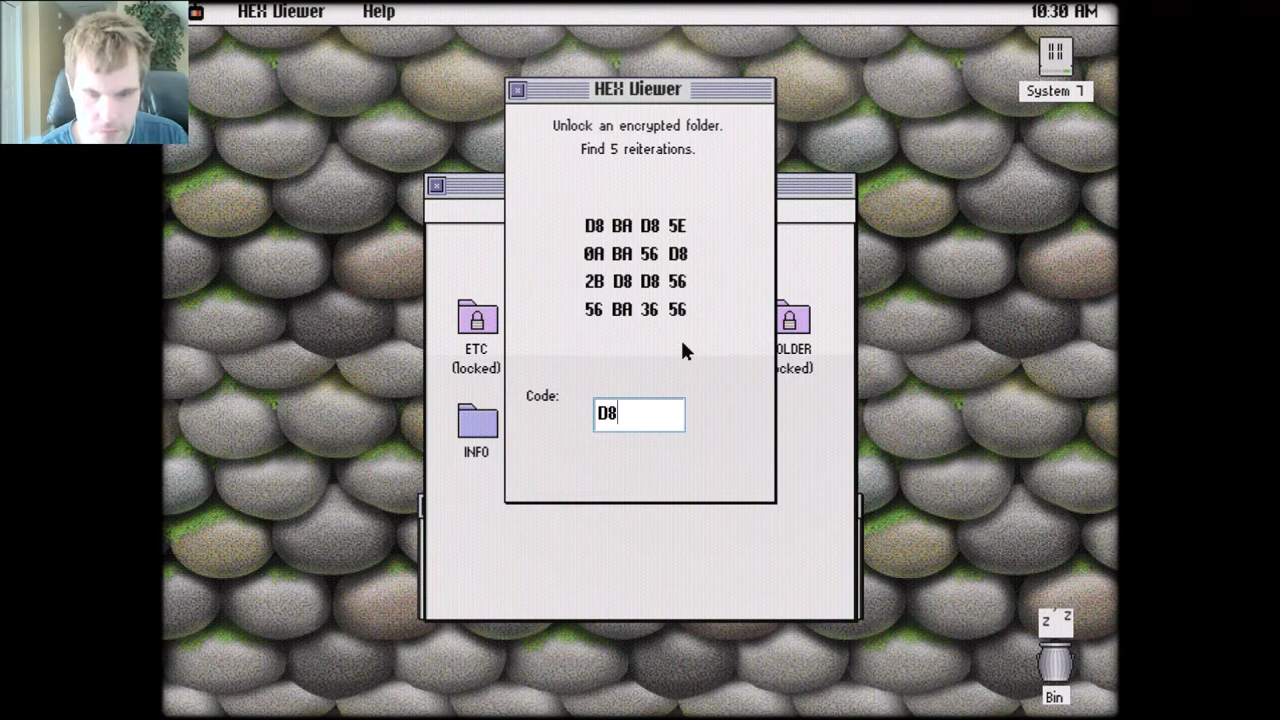 HEX Viewer Help 10:30 AM
System 7
HEX Viewer
Unlock an encrypted folder.
Find 5 reiterations.
D8 BA D8 5E
0A BA 56 D8
2B D8 D8 56
56 BA 36 56
ETC
(locked)
OLDER
ocked)
Code:
D8
INFO
z z
Bin